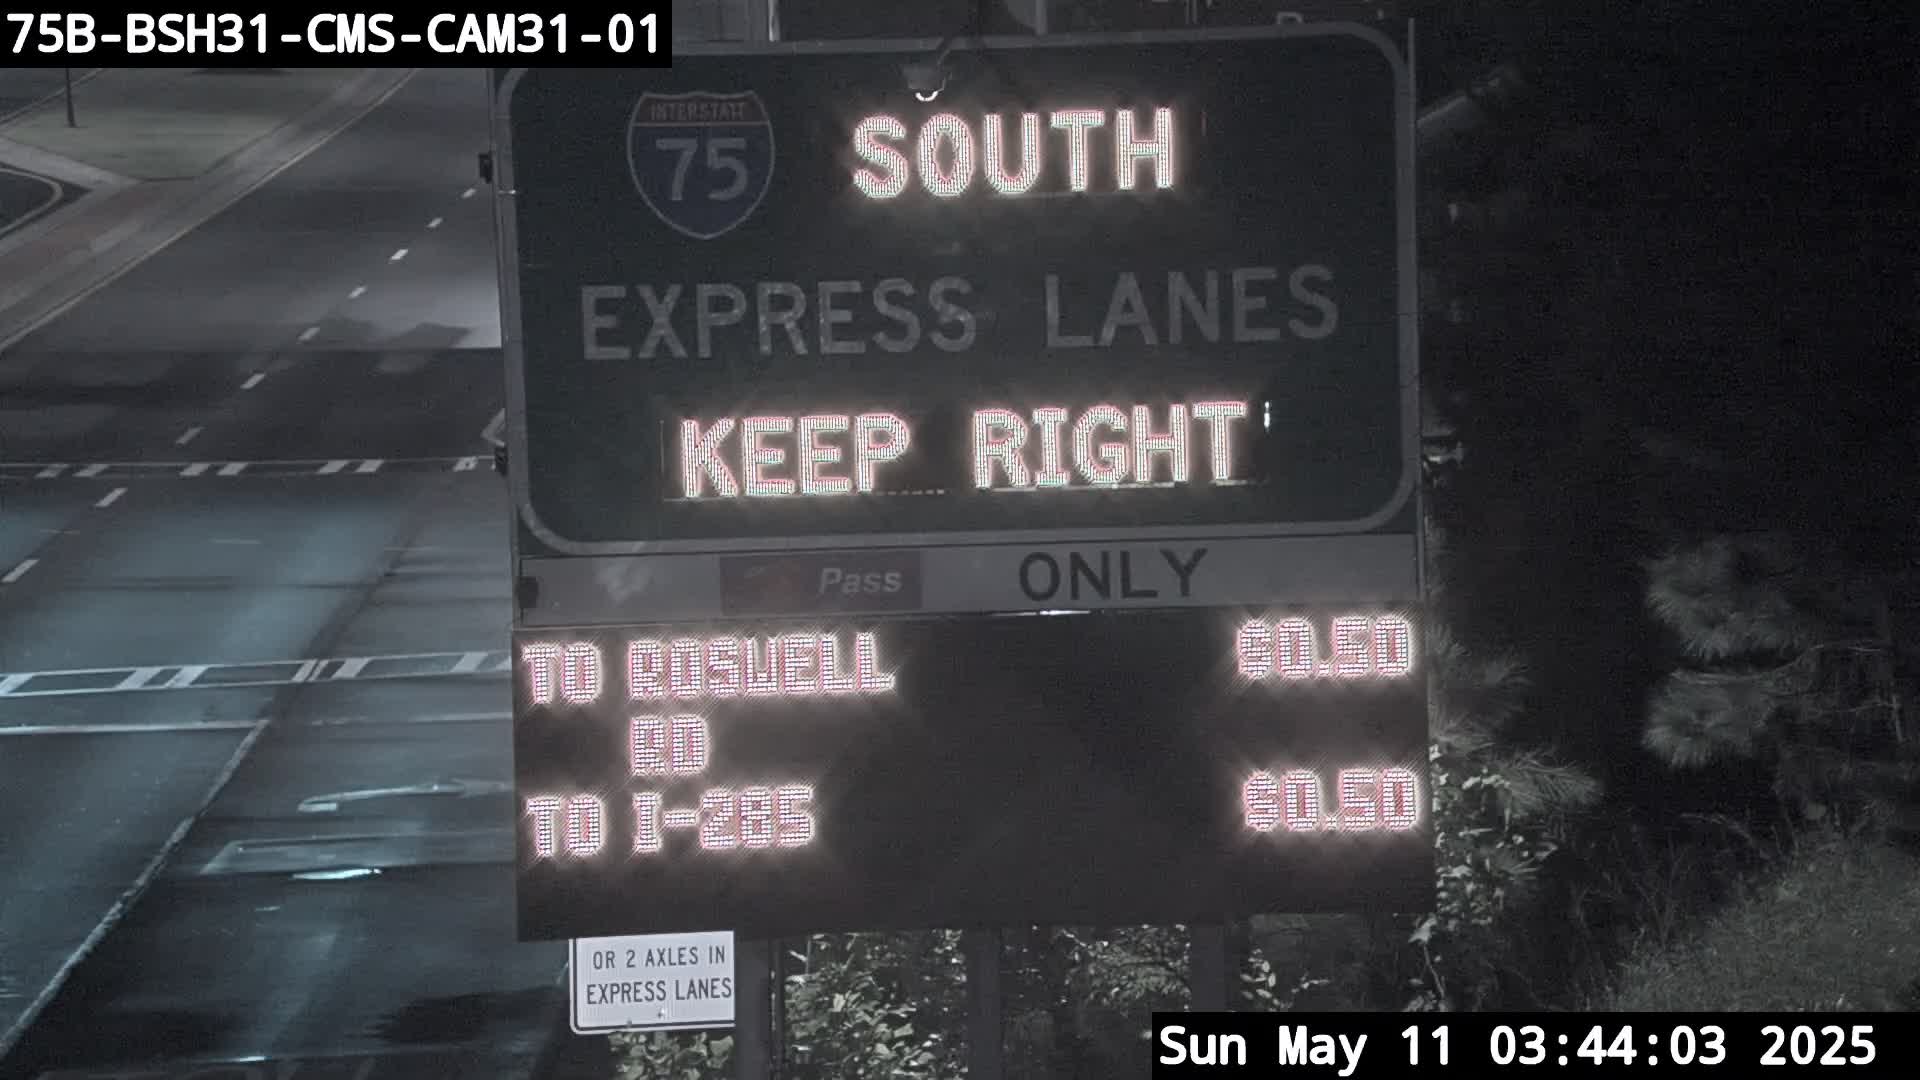 75B-BSH31-CMS-CAM31-01
INTERSTATE
75
SOUTH
EXPRESS LANES
KEEP RIGHT
Pass ONLY
TO ROSWELL $0.50
RD
TO I-285 $0.50
OR 2 AXLES IN
EXPRESS LANES
Sun May 11 03:44:03 2025